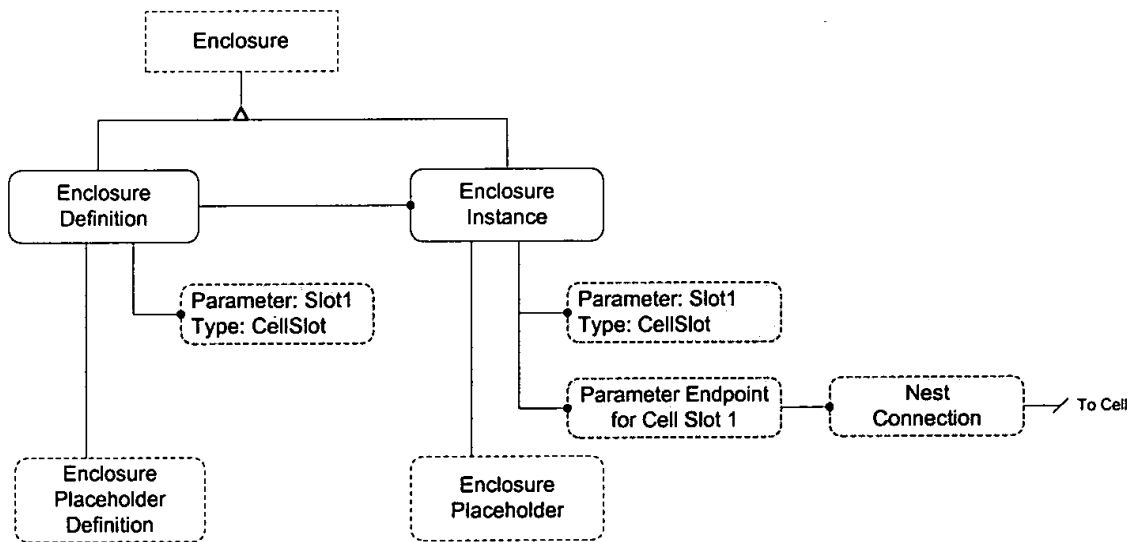 Enclosure
Enclosure
Definition
Enclosure
Instance
Parameter: Slot1
Type: CellSlot
Parameter: Slot1
Type: CellSlot
Parameter Endpoint
for Cell Slot 1
Nest
Connection
To Cell
Enclosure
Placeholder
Definition
Enclosure
Placeholder